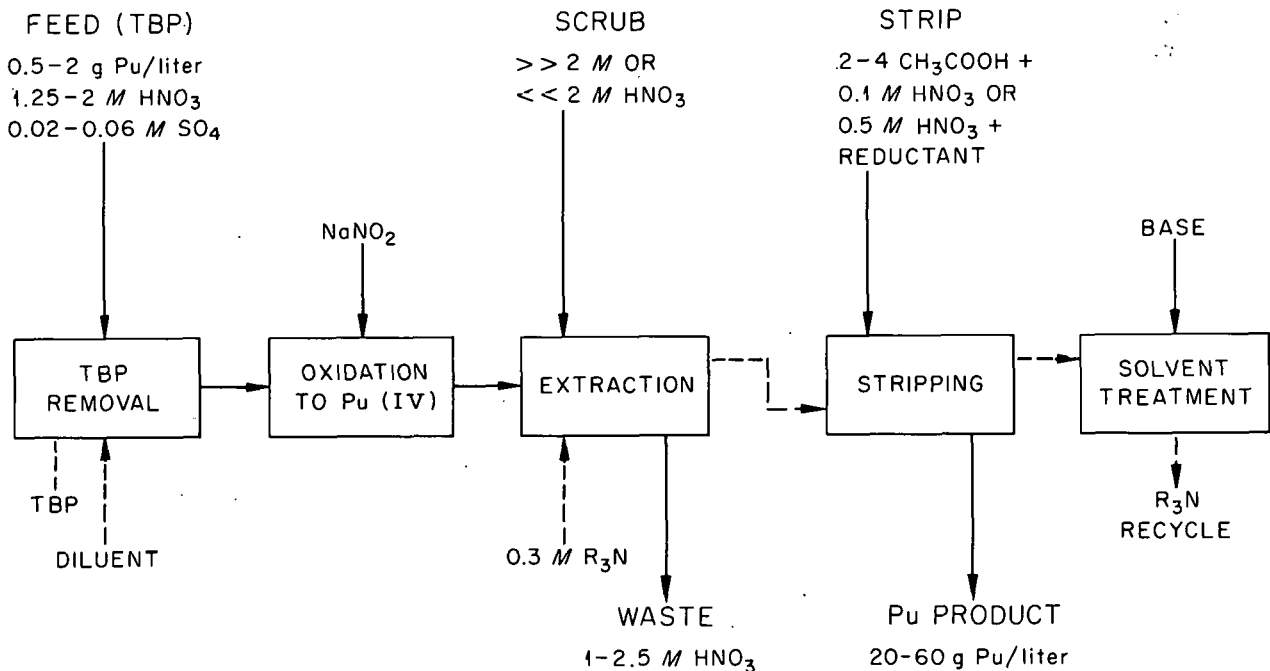 FEED (TBP)
0.5-2 g Pu/liter
1.25-2 M HNO₃
0.02-0.06 M SO₄
SCRUB
>> 2 M OR
<< 2 M HNO₃
STRIP
.2-4 CH₃COOH +
0.1 M HNO₃ OR
0.5 M HNO₃ +
REDUCTANT
NaNO₂
BASE
TBP
REMOVAL
OXIDATION
TO Pu (IV)
EXTRACTION
STRIPPING
SOLVENT
TREATMENT
TBP
DILUENT
0.3 M R₃N
R₃N
RECYCLE
WASTE
1-2.5 M HNO₃
Pu PRODUCT
20-60 g Pu/liter